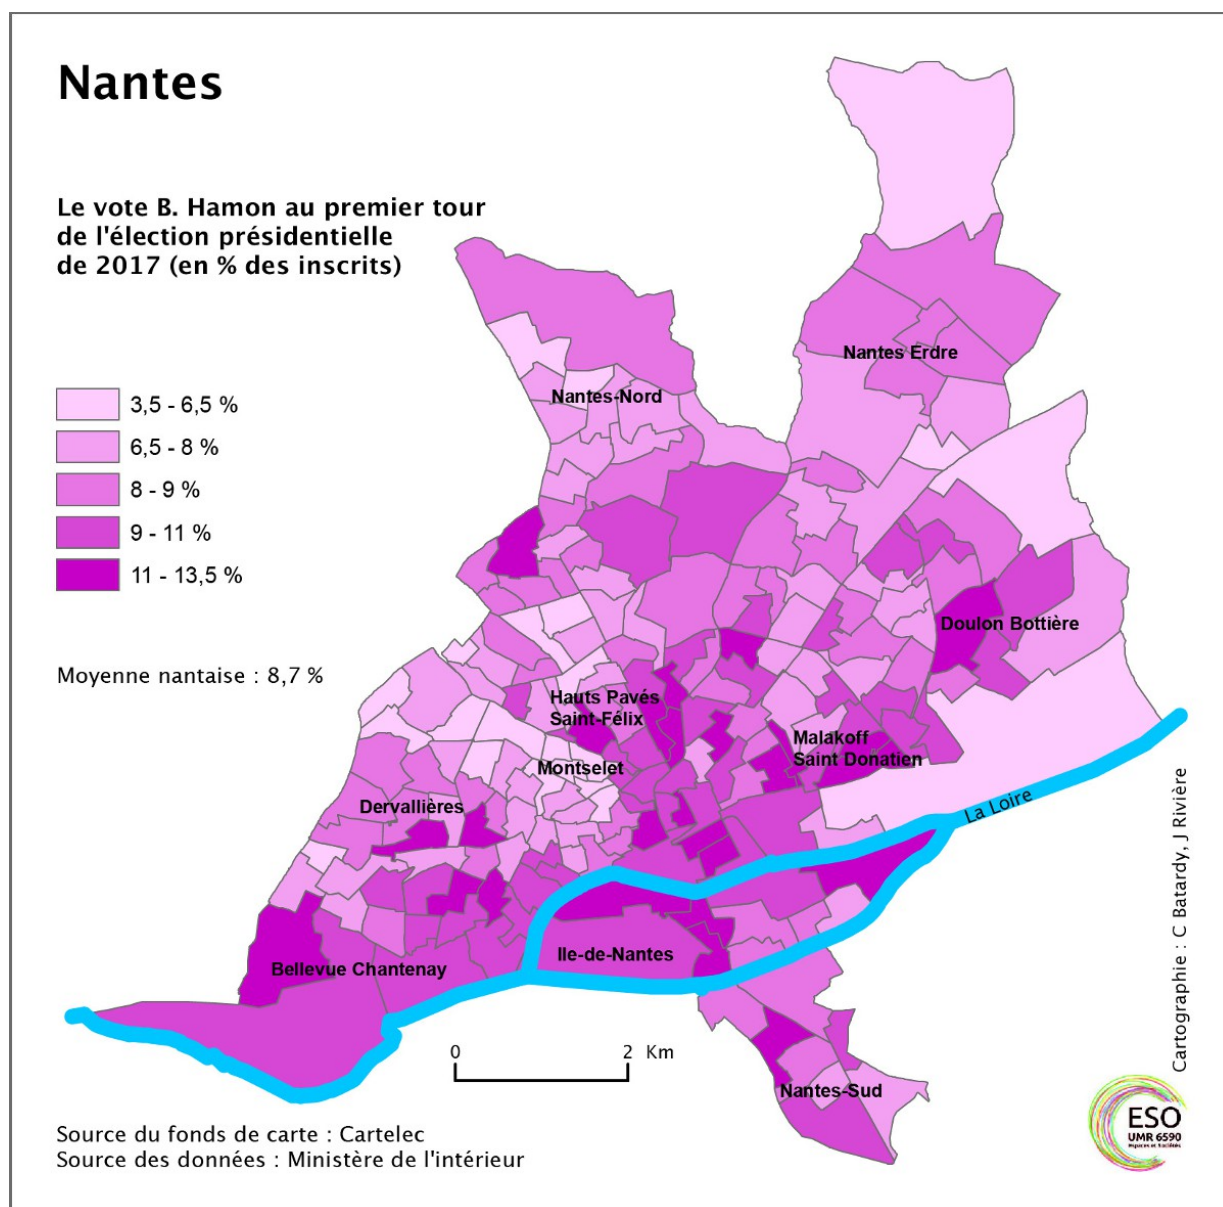 Nantes
Le vote B. Hamon au premier tour
de l'élection présidentielle
de 2017 (en % des inscrits)
3,5 - 6,5 %
6,5 - 8 %
8 - 9 %
9 - 11 %
11 - 13,5 %
Moyenne nantaise : 8,7 %
Nantes Erdre
Nantes-Nord
Doulon Bottière
Hauts Pavés
Saint-Félix
Malakoff
Saint Donatien
Montselet
Dervallières
La Loire
Ile-de-Nantes
Bellevue Chantenay
Nantes-Sud
0 2 Km
Cartographie : C Batardy, J Rivière
ESO
UMR 6590
Espaces et Sociétés
Source du fonds de carte : Cartelec
Source des données : Ministère de l'intérieur